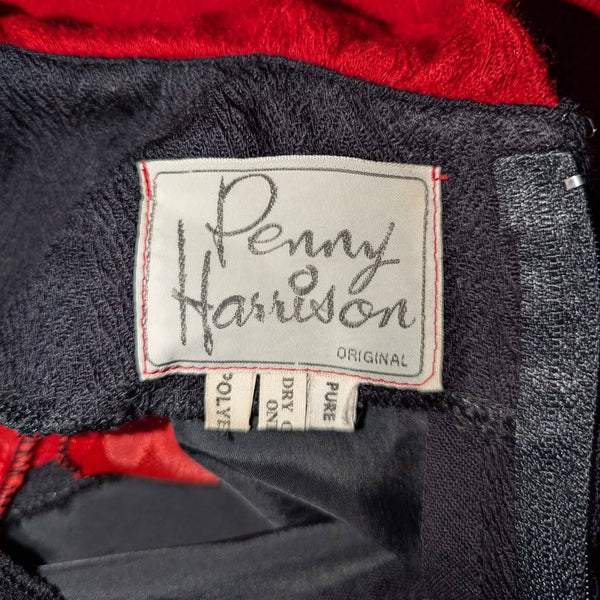 Penny
Harrison
ORIGINAL
POLYE
DRY C
ON
PURE